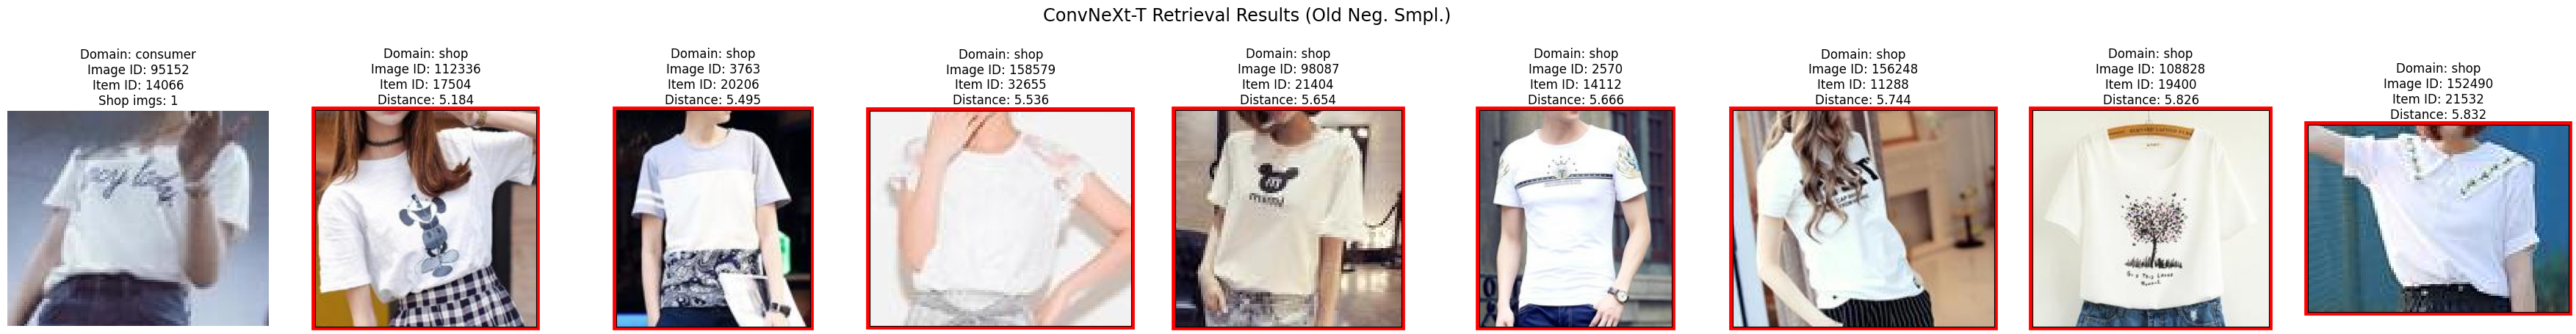 ConvNeXt-T Retrieval Results (Old Neg. Smpl.)
Domain: consumer
Image ID: 95152
Item ID: 14066
Shop imgs: 1
Domain: shop
Image ID: 112336
Item ID: 17504
Distance: 5.184
Domain: shop
Image ID: 3763
Item ID: 20206
Distance: 5.495
Domain: shop
Image ID: 158579
Item ID: 32655
Distance: 5.536
Domain: shop
Image ID: 98087
Item ID: 21404
Distance: 5.654
Domain: shop
Image ID: 2570
Item ID: 14112
Distance: 5.666
Domain: shop
Image ID: 156248
Item ID: 11288
Distance: 5.744
Domain: shop
Image ID: 108828
Item ID: 19400
Distance: 5.826
Domain: shop
Image ID: 152490
Item ID: 21532
Distance: 5.832